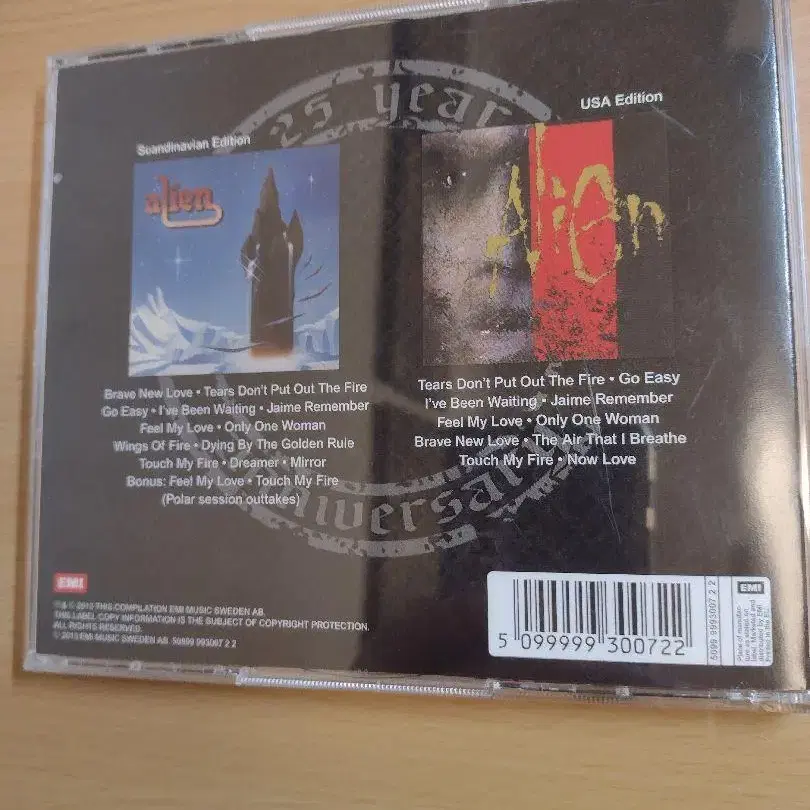 25 year
Anniversary
Scandinavian Edition
alien
Brave New Love • Tears Don't Put Out The Fire
Go Easy • I've Been Waiting • Jaime Remember
Feel My Love • Only One Woman
Wings Of Fire • Dying By The Golden Rule
Touch My Fire • Dreamer • Mirror
Bonus: Feel My Love • Touch My Fire
(Polar session outtakes)
USA Edition
Alien
Tears Don't Put Out The Fire • Go Easy
I've Been Waiting • Jaime Remember
Feel My Love • Only One Woman
Brave New Love • The Air That I Breathe
Touch My Fire • Now Love
EMI
THIS COMPILATION EMI MUSIC SWEDEN AB.
THIS LABEL COPY INFORMATION IS THE SUBJECT OF COPYRIGHT PROTECTION.
ALL RIGHTS RESERVED.
EMI MUSIC SWEDEN AB.
5 099999 300722
EMI